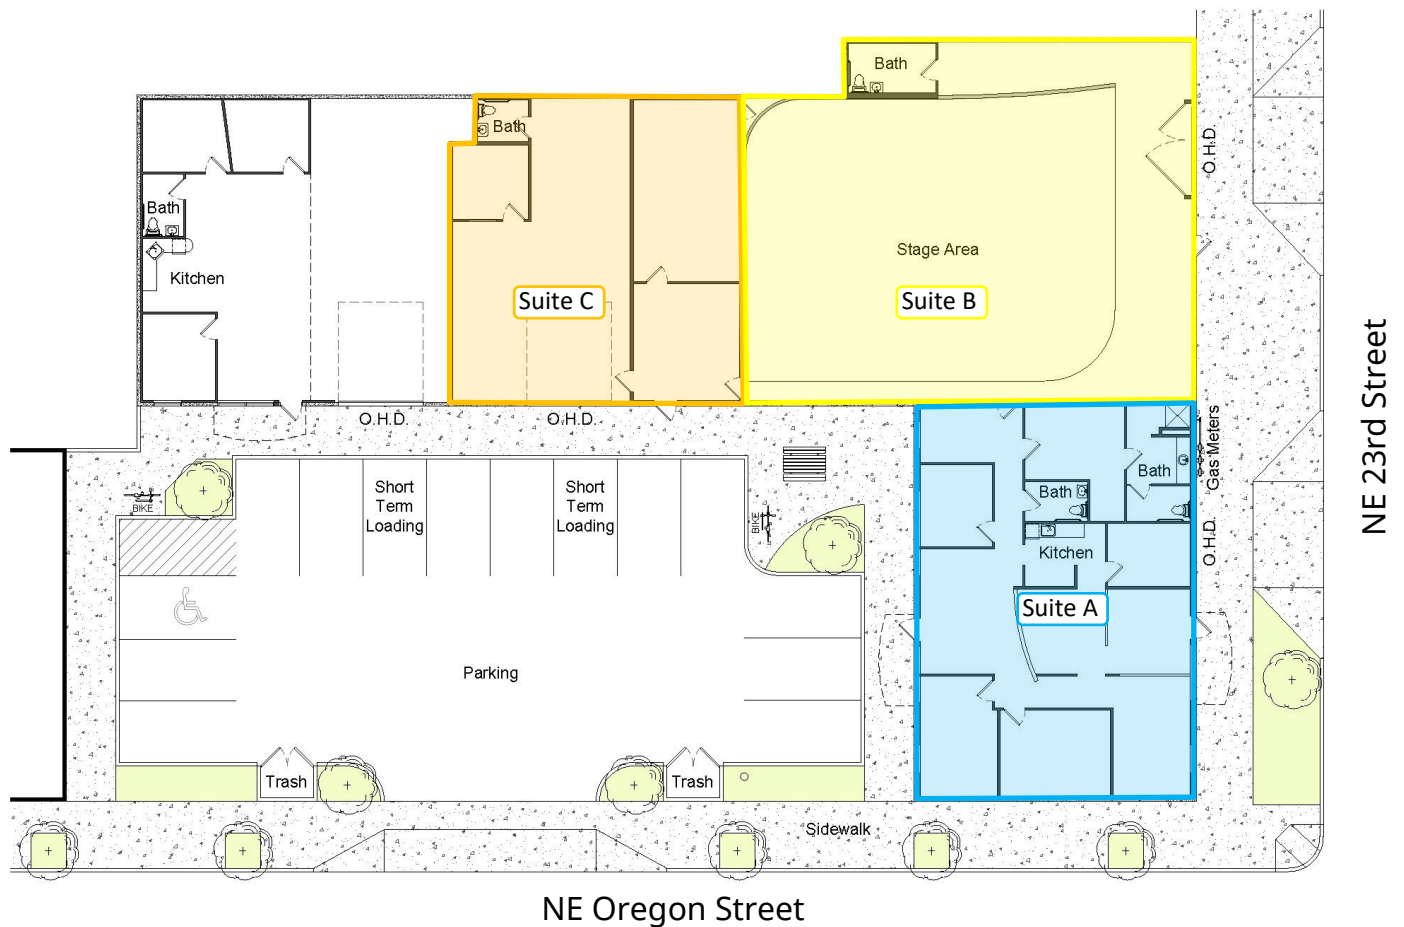 Bath
Bath
O.H.D.
Bath
Stage Area
Kitchen
Suite C
Suite B
O.H.D.
O.H.D.
NE 23rd Street
Gas Meters
Bath
Bath
Short
Term
Loading
Short
Term
Loading
BIKE
BIKE
O.H.D.
Kitchen
Suite A
Parking
Trash
Trash
Sidewalk
NE Oregon Street